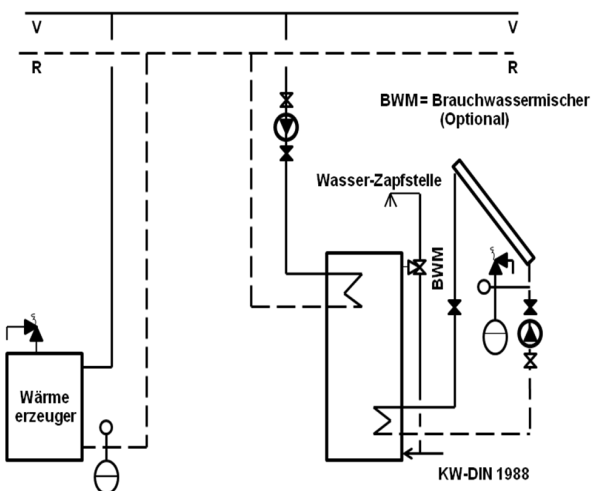 V
V
R
R
BWM = Brauchwassermischer
(Optional)
Wasser-Zapfstelle
BWM
Wärme
erzeuger
KW-DIN 1988